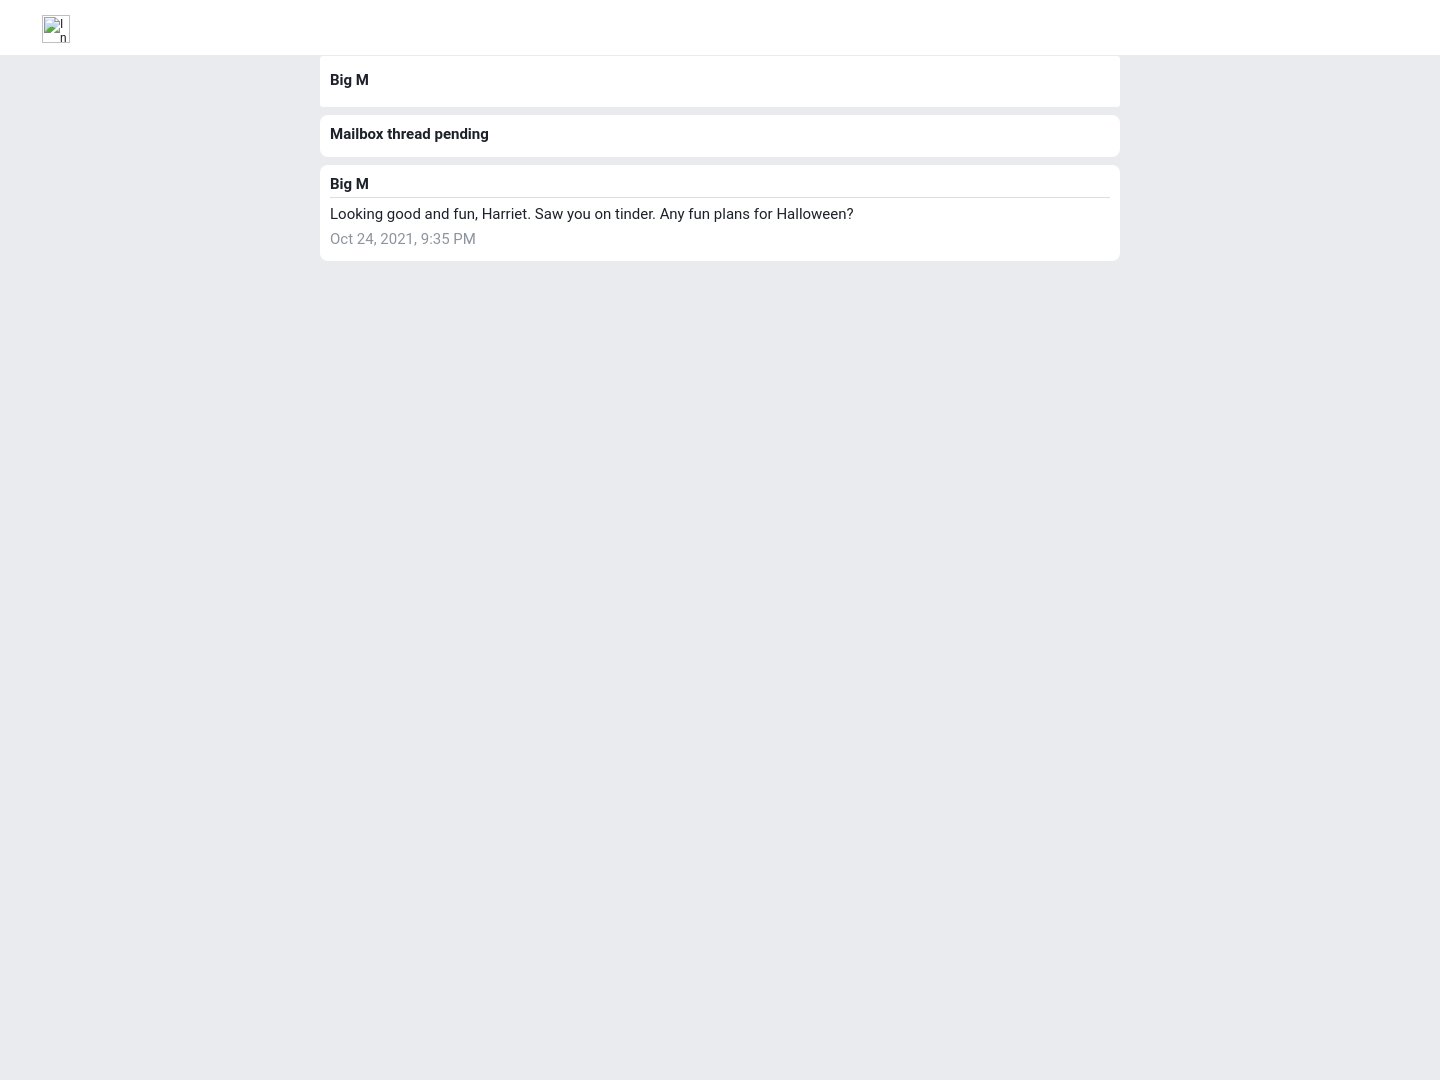 Big M
Mailbox thread pending
Big M
Looking good and fun, Harriet. Saw you on tinder. Any fun plans for Halloween?
Oct 24, 2021, 9:35 PM